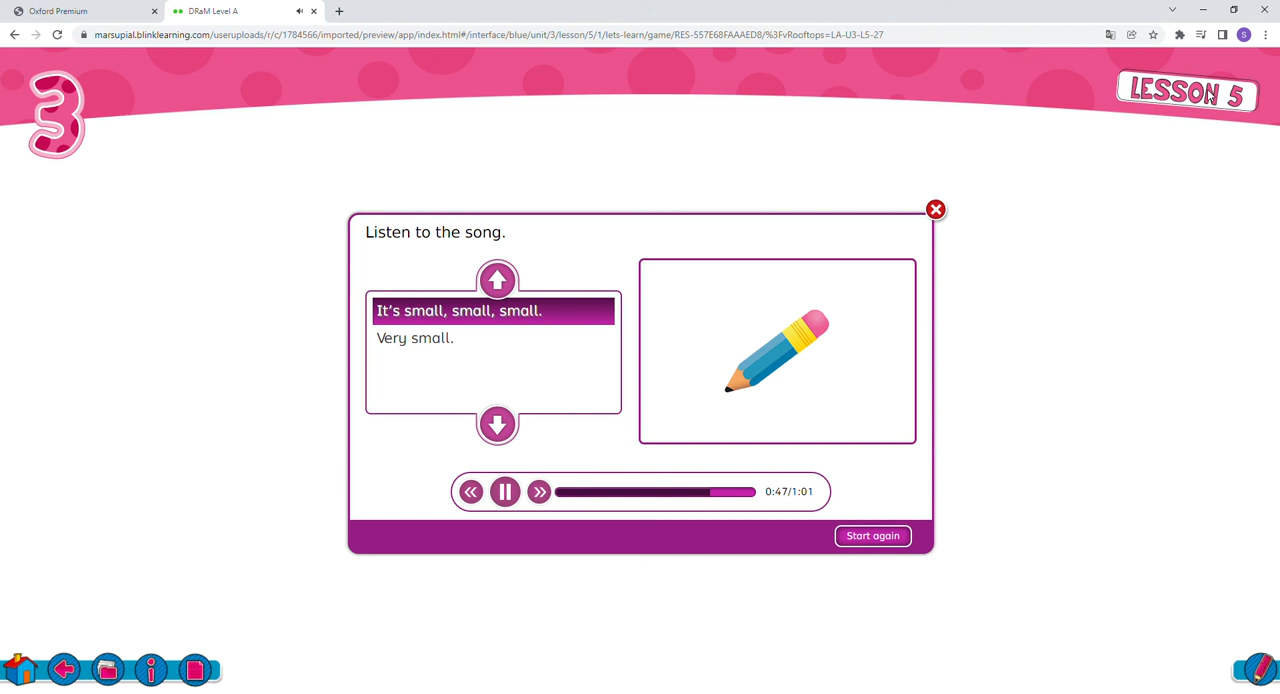 Oxford Premium
DRaM Level A
marsupial.blinklearning.com/useruploads/r/c/1784566/imported/preview/app/index.html#/interface/blue/unit/3/lesson/5/1/lets-learn/game/RES-557E68FAAAED8/%3FvRooftops=LA-U3-L5-27
S
3
LESSON 5
Listen to the song.
It's small, small, small.
Very small.
0:47/1:01
Start again